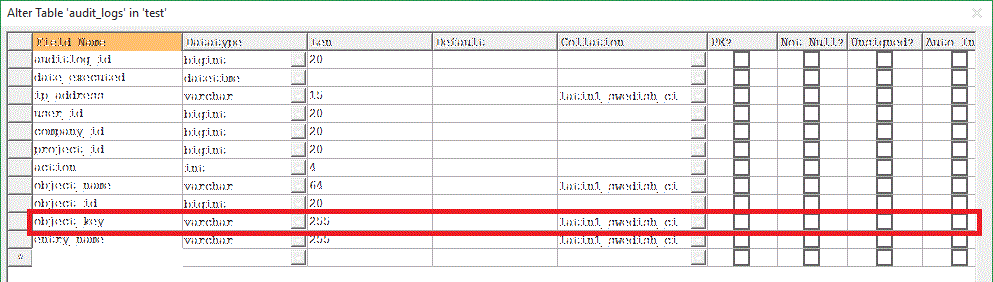 Alter Table 'audit_logs' in 'test'
Field Name Datatype Len Default Collation PK? Not Null? Unsigned? Auto In
auditlog_id bigint 20
date_executed datetime
ip_address varchar 15 latin1_swedish_ci
user_id bigint 20
company_id bigint 20
project_id bigint 20
action int 4
object_name varchar 64 latin1_swedish_ci
object_id bigint 20
object_key varchar 255 latin1_swedish_ci
entry_name varchar 255 latin1_swedish_ci
*